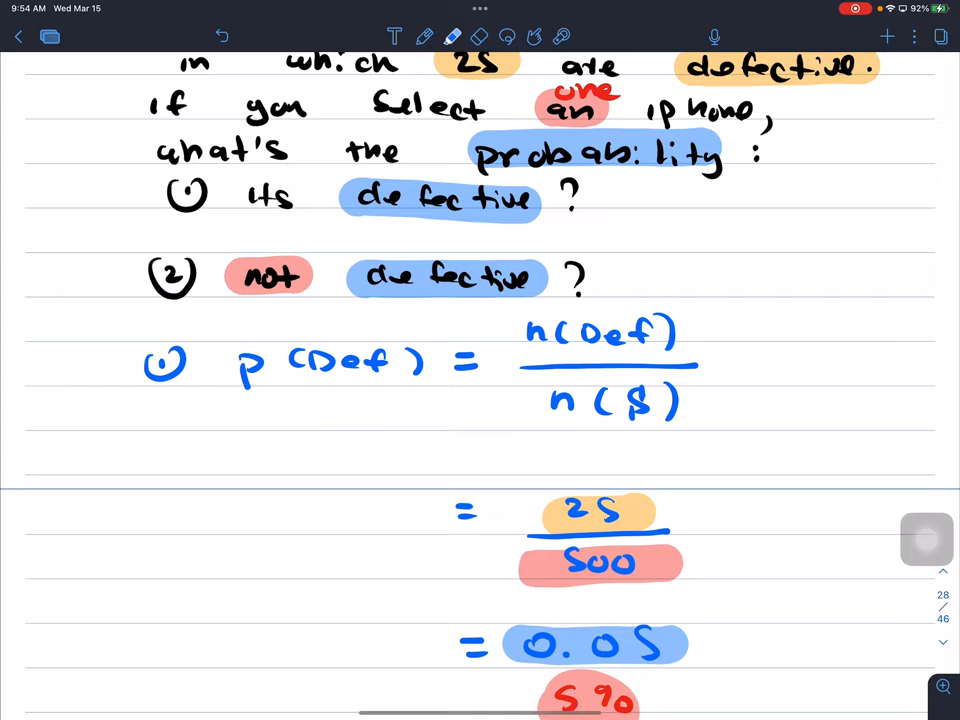 9:54 AM Wed Mar 15
92%
in which 25 are defective.
one
if you select an iphone,
what's the probability :
① its defective ?
② not defective ?
① p (Def) = n(Def)
n (S)
= 25
500
28
/
46
= 0.05
5%